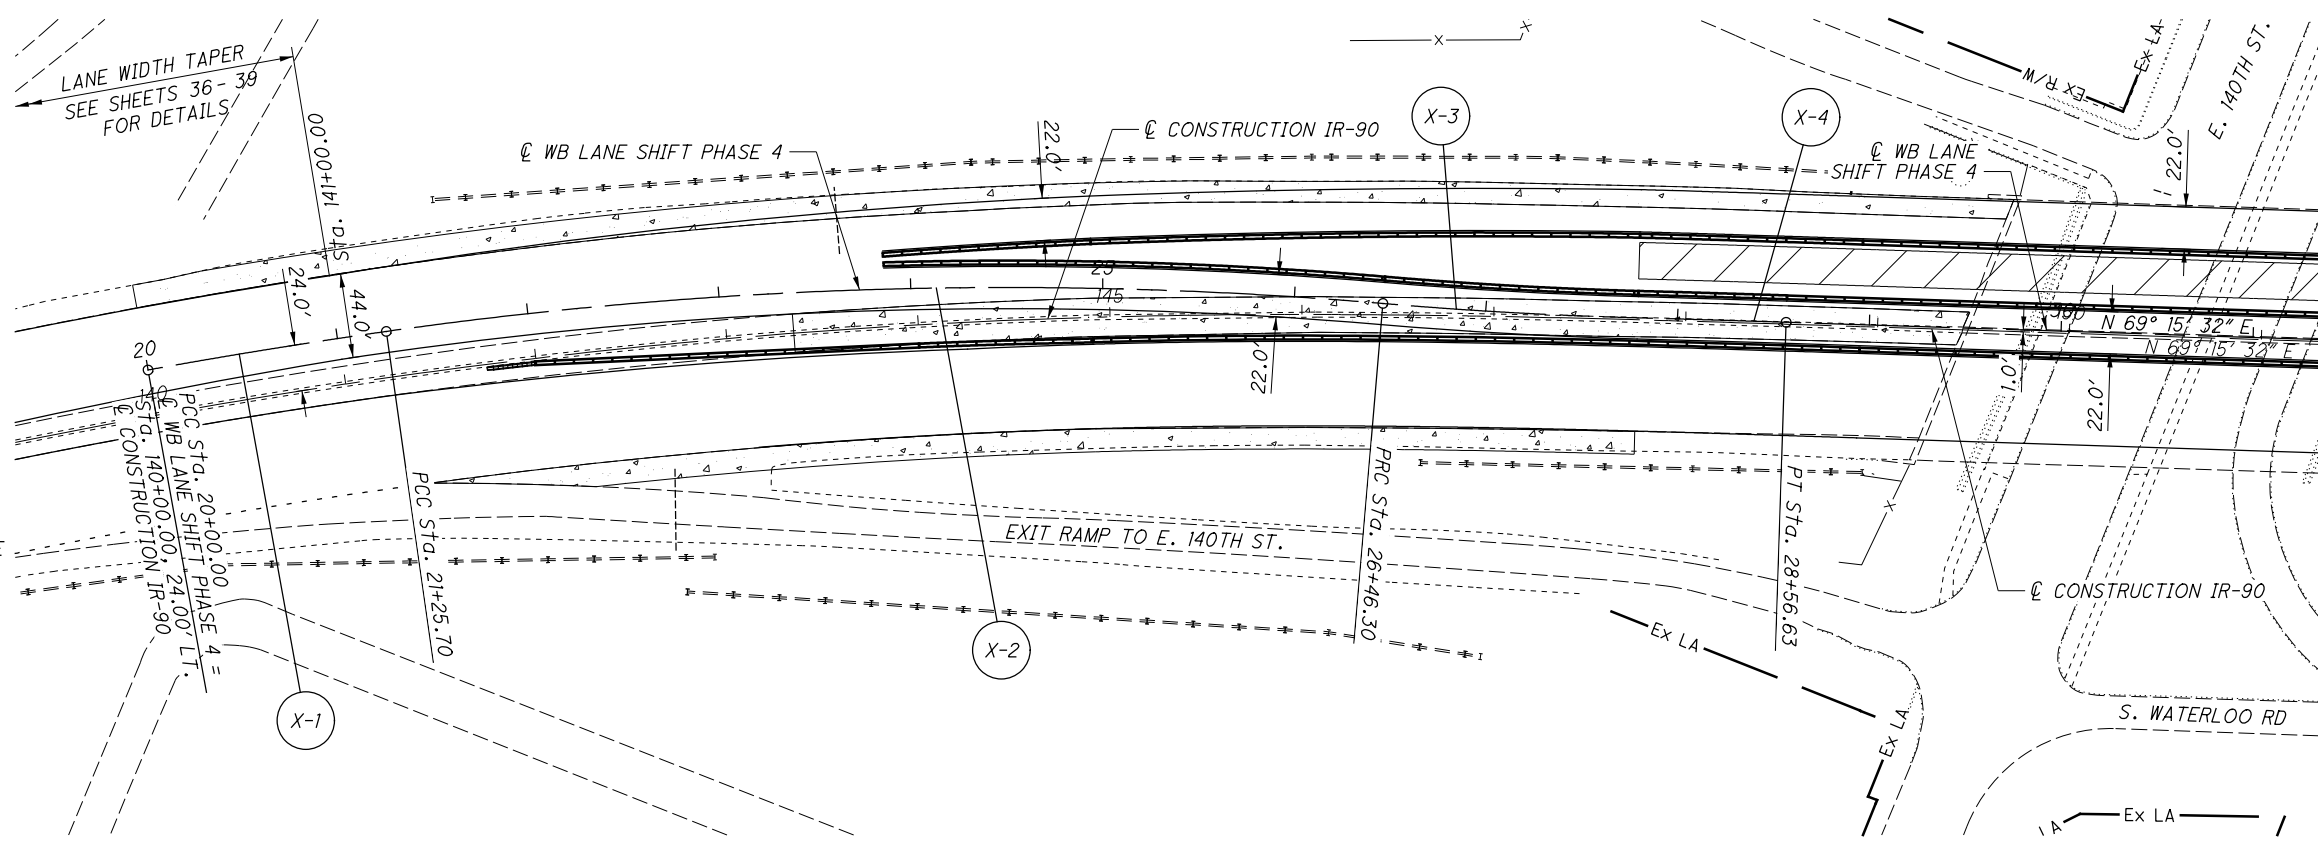 LANE WIDTH TAPER
SEE SHEETS 36 - 39
FOR DETAILS
Sta. 141+00.00
℄ WB LANE SHIFT PHASE 4
22.0'
℄ CONSTRUCTION IR-90
X-3
X-4
℄ WB LANE
SHIFT PHASE 4
X
X
Ex R/W
Ex LA
E. 140TH ST.
22.0'
24.0'
44.0'
25
145
20
140
N 69° 15' 32" E
N 69° 15' 32" E
22.0'
1.0'
22.0'
PCC Sta. 20+00.00
℄ WB LANE SHIFT PHASE 4 =
Sta. 140+00.00, 24.00' LT.
℄ CONSTRUCTION IR-90
PCC Sta. 21+25.70
PRC Sta. 26+46.30
PT Sta. 28+56.63
X
EXIT RAMP TO E. 140TH ST.
℄ CONSTRUCTION IR-90
X-1
X-2
Ex LA
Ex LA
S. WATERLOO RD
LA
Ex LA